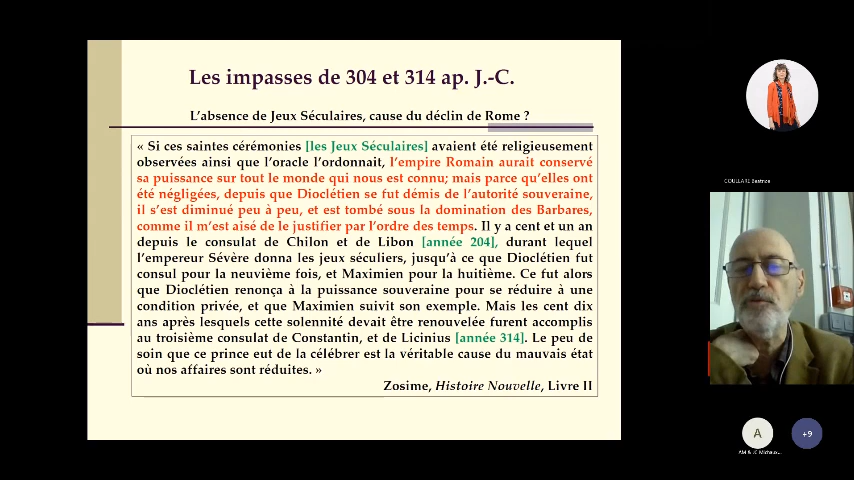 Les impasses de 304 et 314 ap. J.-C.
L'absence de Jeux Séculaires, cause du déclin de Rome ?
« Si ces saintes cérémonies [les Jeux Séculaires] avaient été religieusement
observées ainsi que l'oracle l'ordonnait, l'empire Romain aurait conservé
sa puissance sur tout le monde qui nous est connu; mais parce qu'elles ont
été négligées, depuis que Dioclétien se fut démis de l'autorité souveraine,
il s'est diminué peu à peu, et est tombé sous la domination des Barbares,
comme il m'est aisé de le justifier par l'ordre des temps. Il y a cent et un an
depuis le consulat de Chilon et de Libon [année 204], durant lequel
l'empereur Sévère donna les jeux séculiers, jusqu'à ce que Dioclétien fut
consul pour la neuvième fois, et Maximien pour la huitième. Ce fut alors
que Dioclétien renonça à la puissance souveraine pour se réduire à une
condition privée, et que Maximien suivit son exemple. Mais les cent dix
ans après lesquels cette solennité devait être renouvelée furent accomplis
au troisième consulat de Constantin, et de Licinius [année 314]. Le peu de
soin que ce prince eut de la célébrer est la véritable cause du mauvais état
où nos affaires sont réduites. »
Zosime, Histoire Nouvelle, Livre II
COULLARE Beatrice
A
+9
AM & JC Michaux...